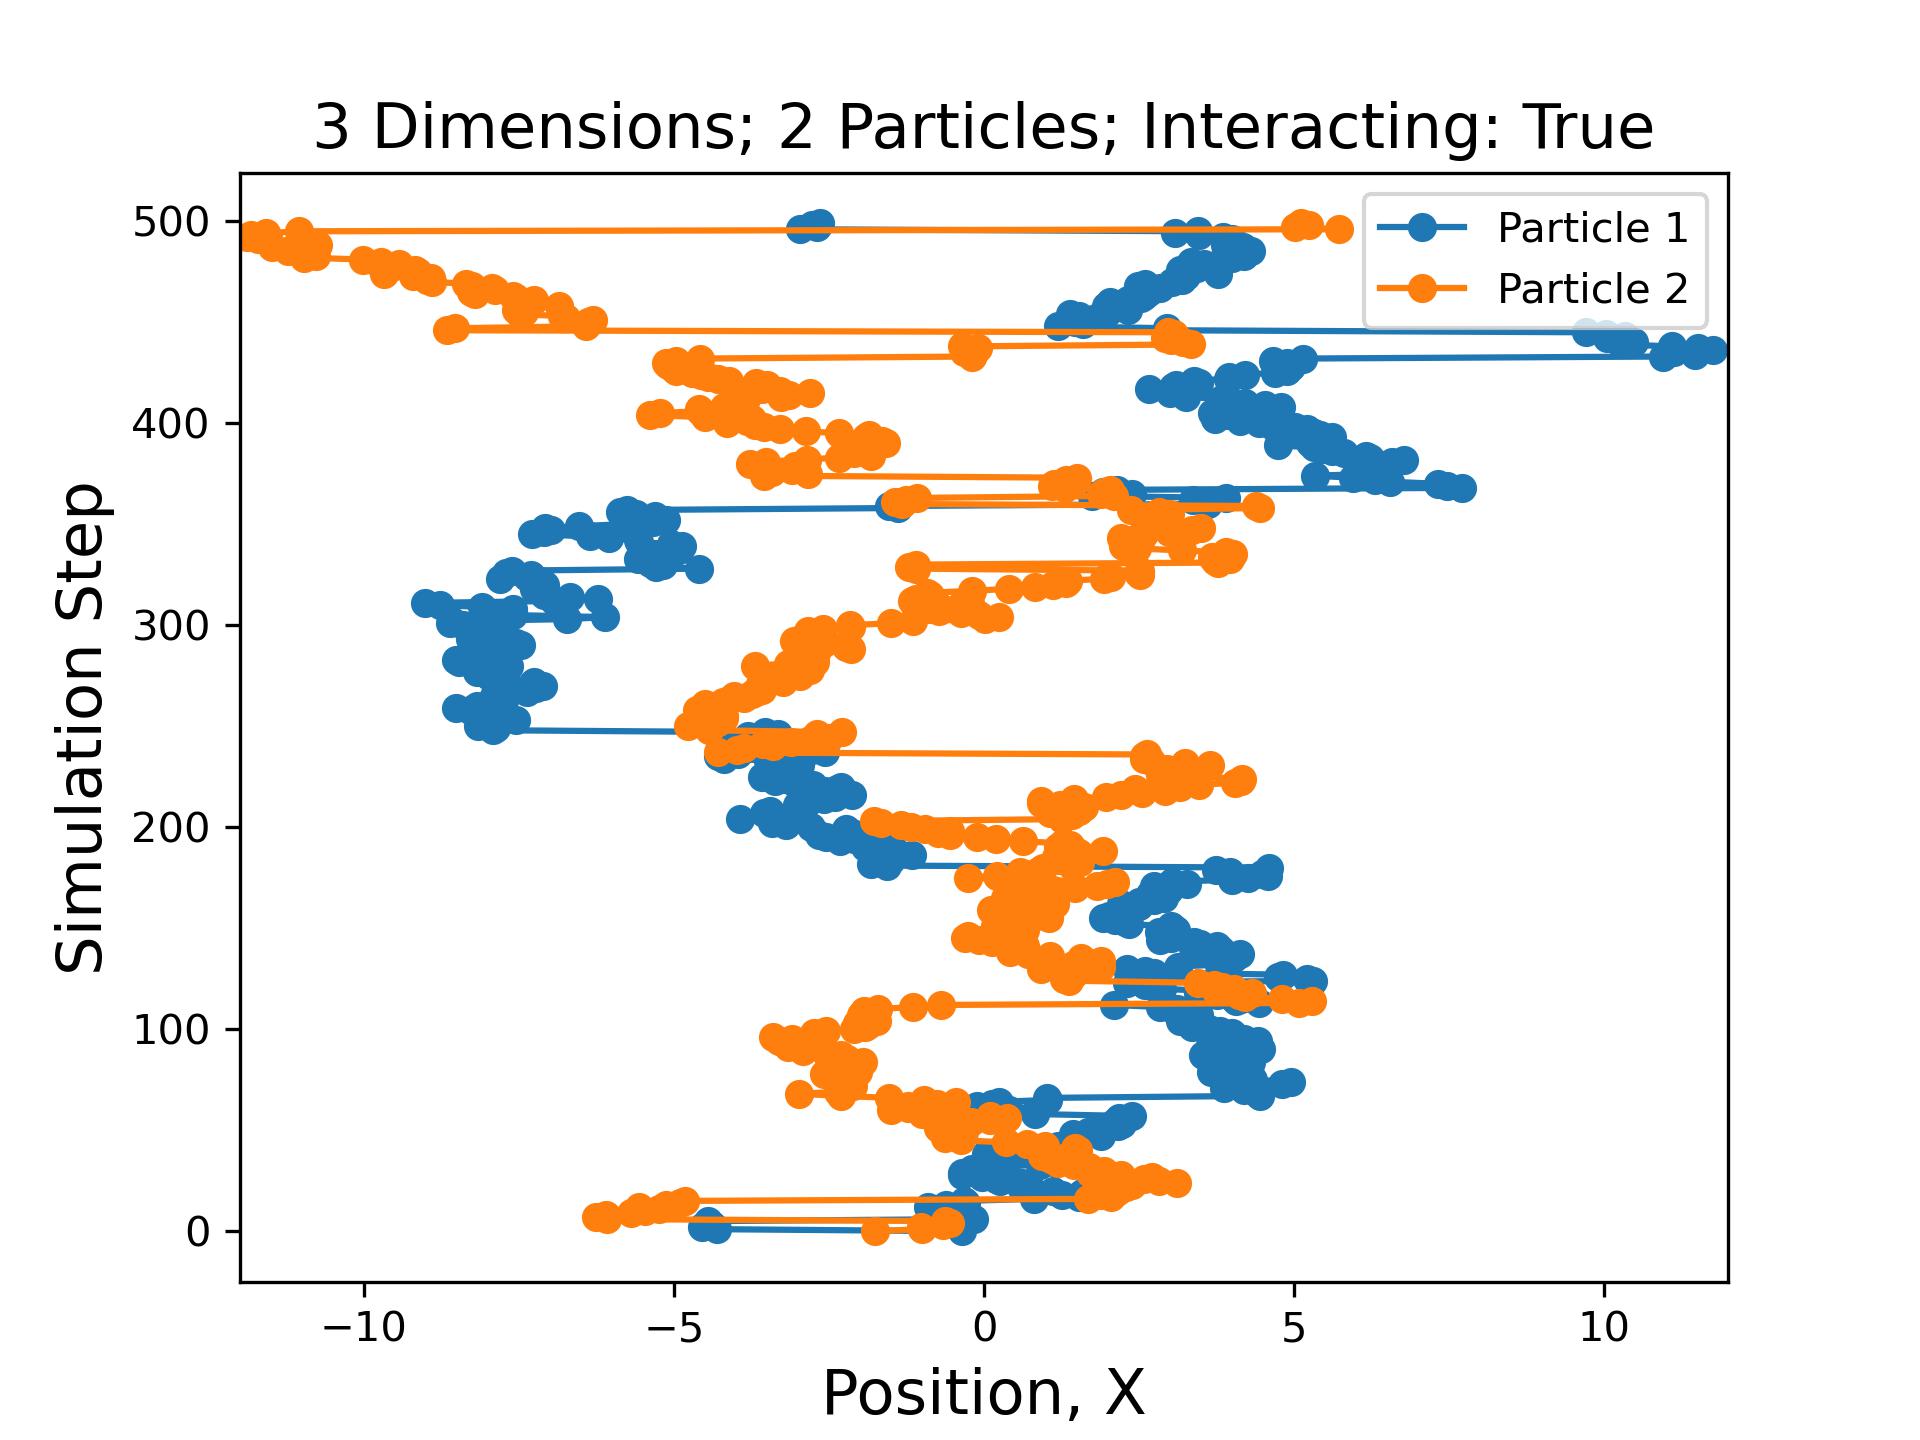 3 Dimensions; 2 Particles; Interacting: True
Particle 1
Particle 2
500
400
300
200
100
0
Simulation Step
−10
−5
0
5
10
Position, X